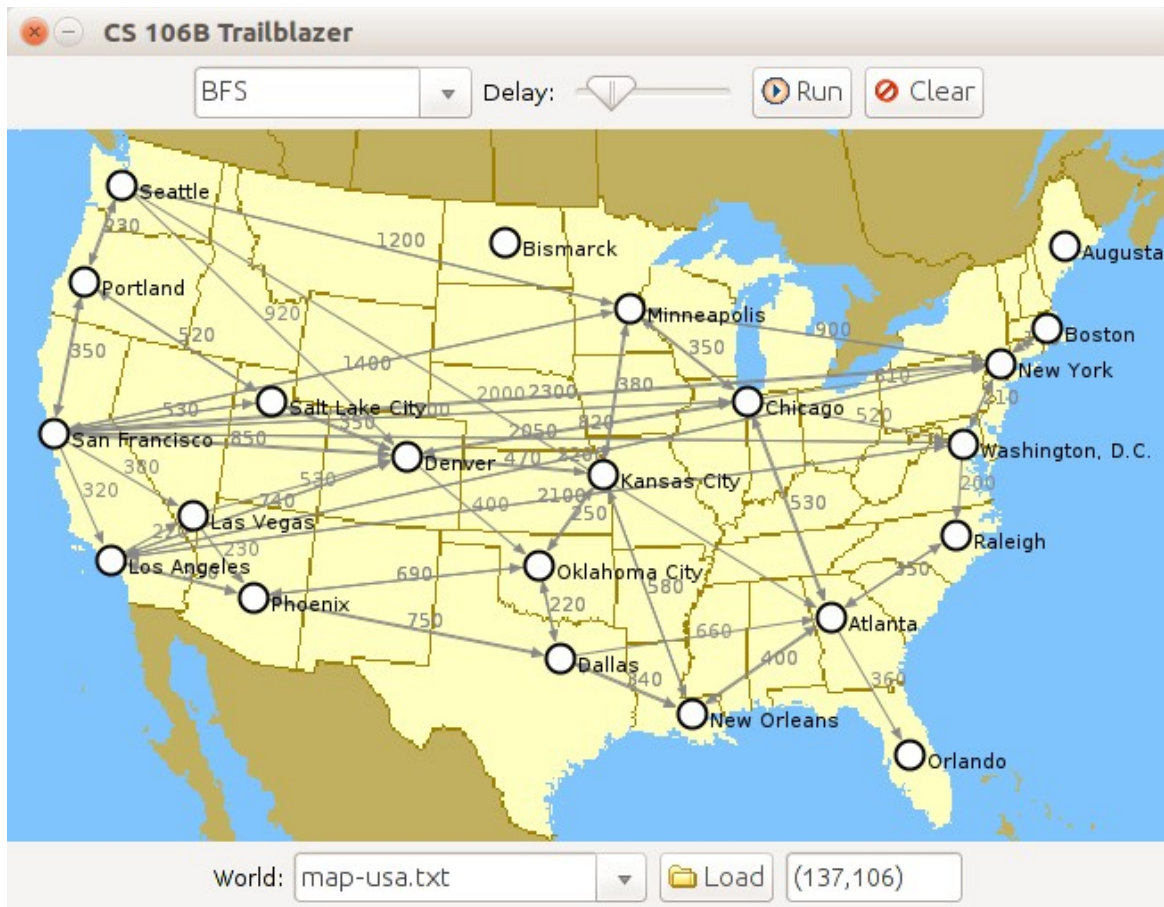 CS 106B Trailblazer
BFS
Delay:
Run
Clear
Seattle
230
1200
Bismarck
Augusta
Portland
920
Minneapolis
900
Boston
520
350
350
1400
New York
380
610
2000
2300
210
530
Salt Lake City
Chicago
820
520
350
San Francisco
850
2050
Washington, D.C.
380
Denver
470
2200
Kansas City
320
530
200
740
400
2100
530
Las Vegas
250
230
Raleigh
Los Angeles
690
Oklahoma City
350
580
Phoenix
220
750
Atlanta
660
400
Dallas
340
360
New Orleans
Orlando
World:
map-usa.txt
Load
(137,106)